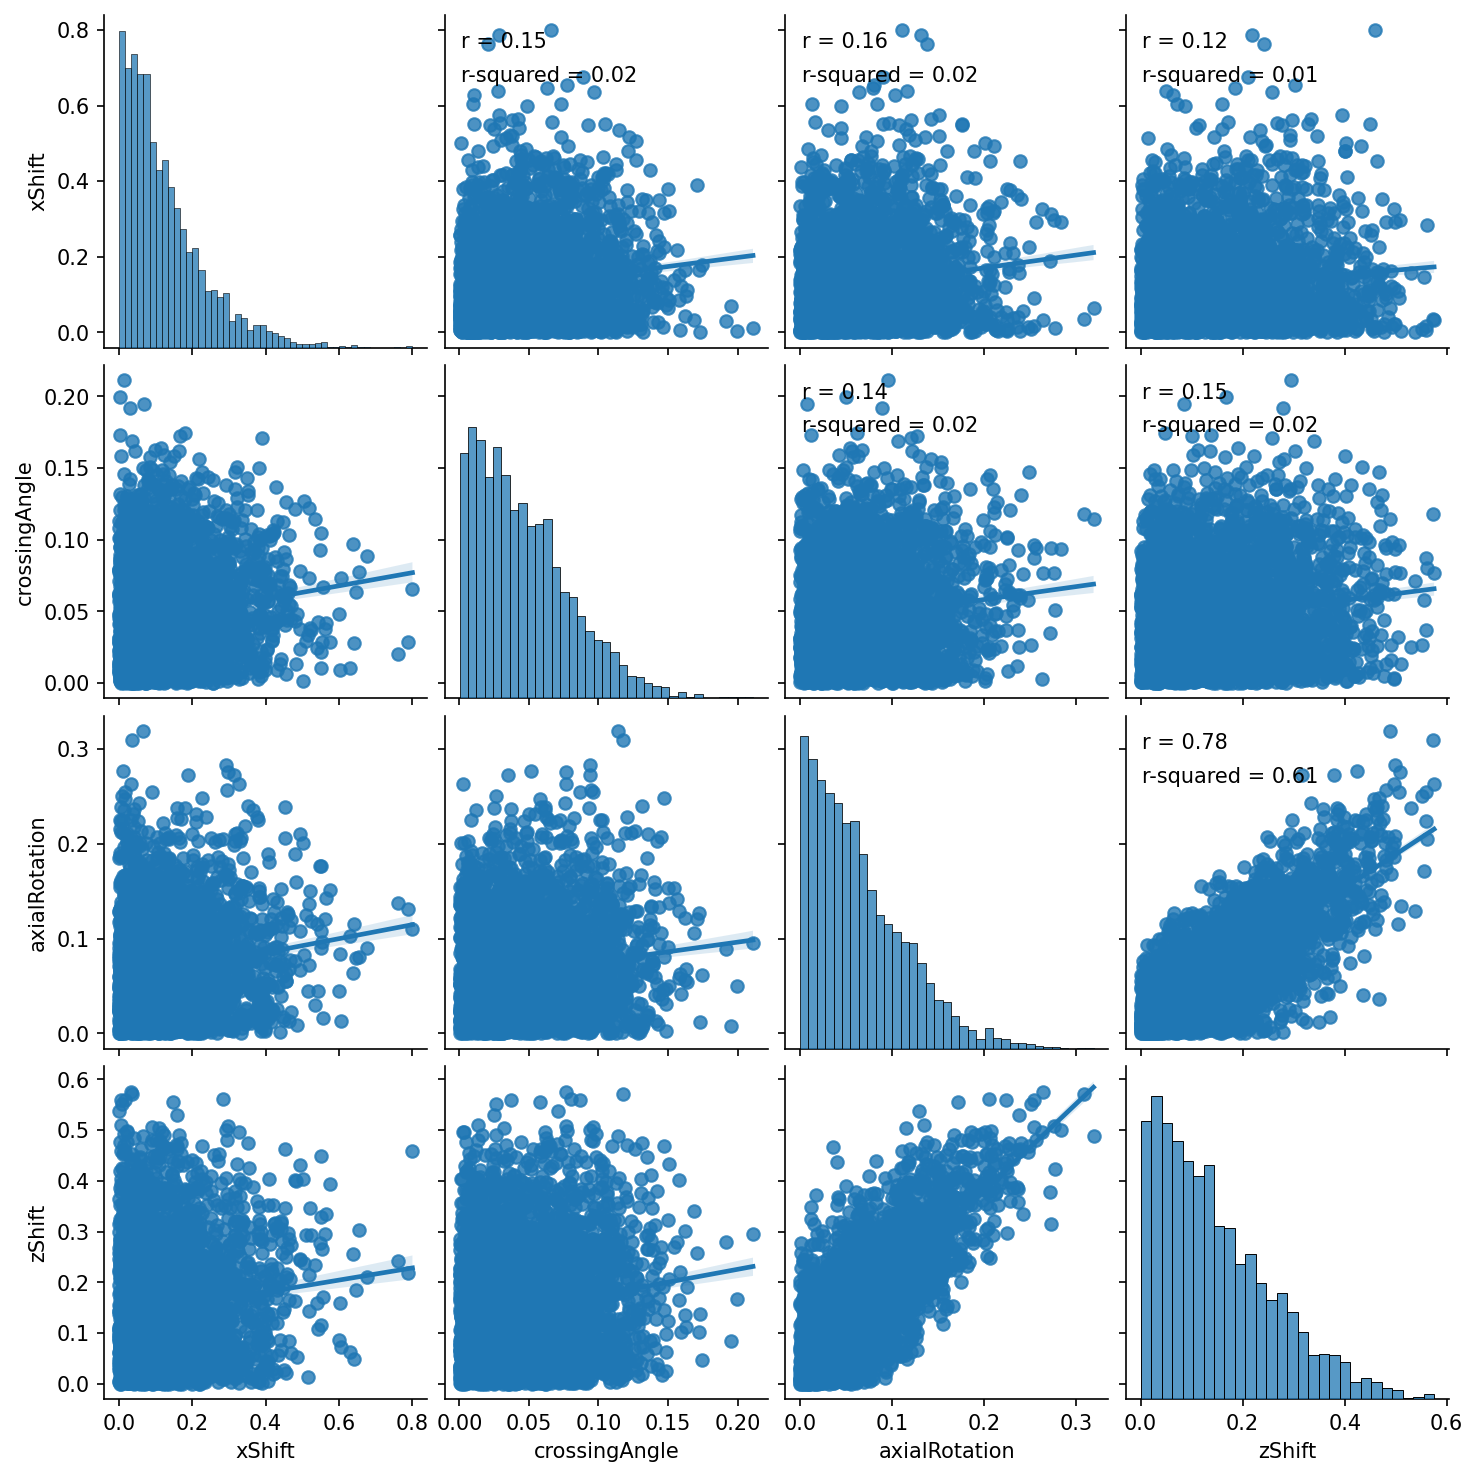 0.8
0.6
0.4
0.2
0.0
xShift
r = 0.15
r-squared = 0.02
r = 0.16
r-squared = 0.02
r = 0.12
r-squared = 0.01
0.20
0.15
0.10
0.05
0.00
crossingAngle
r = 0.14
r-squared = 0.02
r = 0.15
r-squared = 0.02
0.3
0.2
0.1
0.0
axialRotation
r = 0.78
r-squared = 0.61
0.6
0.5
0.4
0.3
0.2
0.1
0.0
zShift
0.0 0.2 0.4 0.6 0.8
xShift
0.00 0.05 0.10 0.15 0.20
crossingAngle
0.0 0.1 0.2 0.3
axialRotation
0.0 0.2 0.4 0.6
zShift